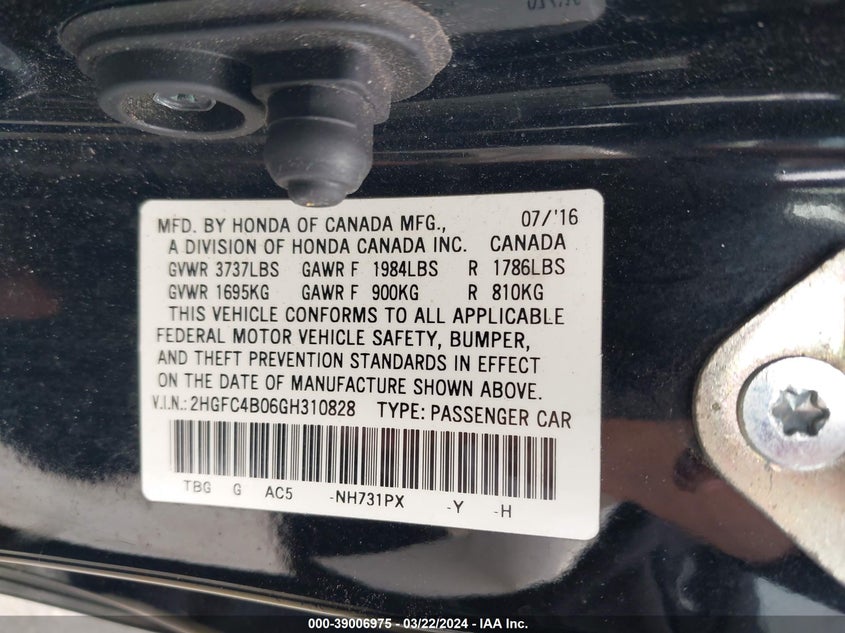 MFD. BY HONDA OF CANADA MFG., 07/'16
A DIVISION OF HONDA CANADA INC. CANADA
GVWR 3737LBS GAWR F 1984LBS R 1786LBS
GVWR 1695KG GAWR F 900KG R 810KG
THIS VEHICLE CONFORMS TO ALL APPLICABLE
FEDERAL MOTOR VEHICLE SAFETY, BUMPER,
AND THEFT PREVENTION STANDARDS IN EFFECT
ON THE DATE OF MANUFACTURE SHOWN ABOVE.
V.I.N.: 2HGFC4B06GH310828 TYPE: PASSENGER CAR
TBG G AC5 -NH731PX -Y -H
000-39006975 - 03/22/2024 - IAA Inc.